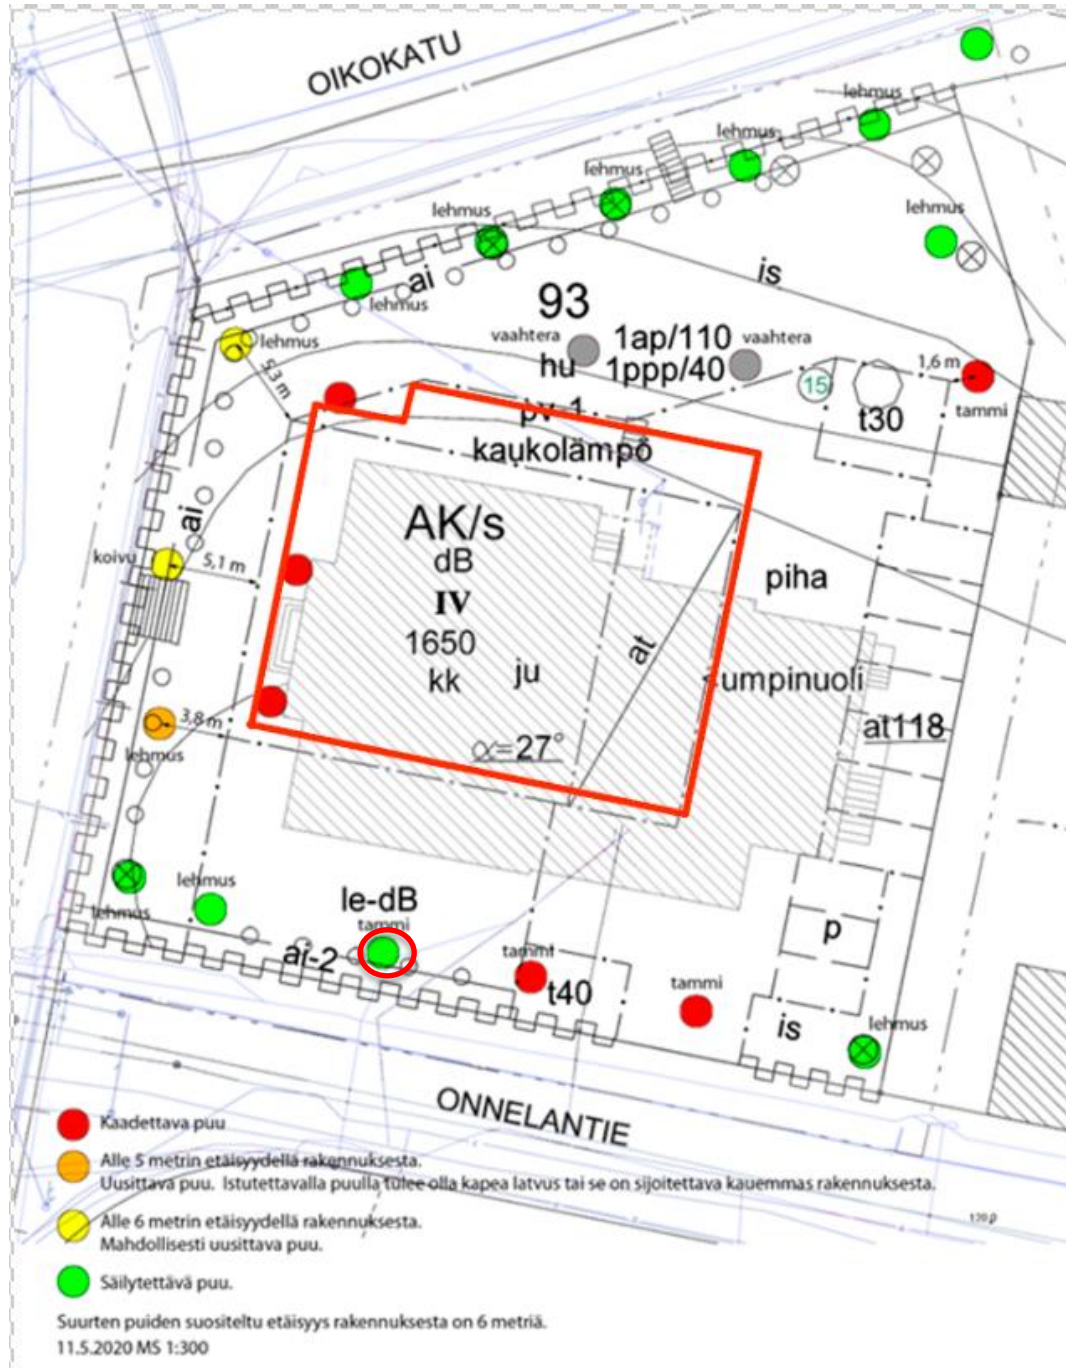 OIKOKATU
lehmus
lehmus
lehmus
lehmus
lehmus
ai
is
lehmus
93
lehmus
vaahtera
1ap/110
vaahtera
hu
1ppp/40
1,6 m
5,3 m
15
tammi
t30
pv-1
kaukolämpö
ai
AK/s
koivu
5,1 m
dB
piha
IV
1650
at
kk
ju
kumpinuoli
3,8 m
at118
lehmus
α=27°
lehmus
lehmus
le-dB
tammi
p
ai-2
tammi
t40
tammi
is
lehmus
ONNELANTIE
Kaadettava puu
Alle 5 metrin etäisyydellä rakennuksesta.
Uusittava puu. Istutettavalla puulla tulee olla kapea latvus tai se on sijoitettava kauemmas rakennuksesta.
Alle 6 metrin etäisyydellä rakennuksesta.
Mahdollisesti uusittava puu.
Säilytettävä puu.
Suurten puiden suositeltu etäisyys rakennuksesta on 6 metriä.
11.5.2020 MS 1:300